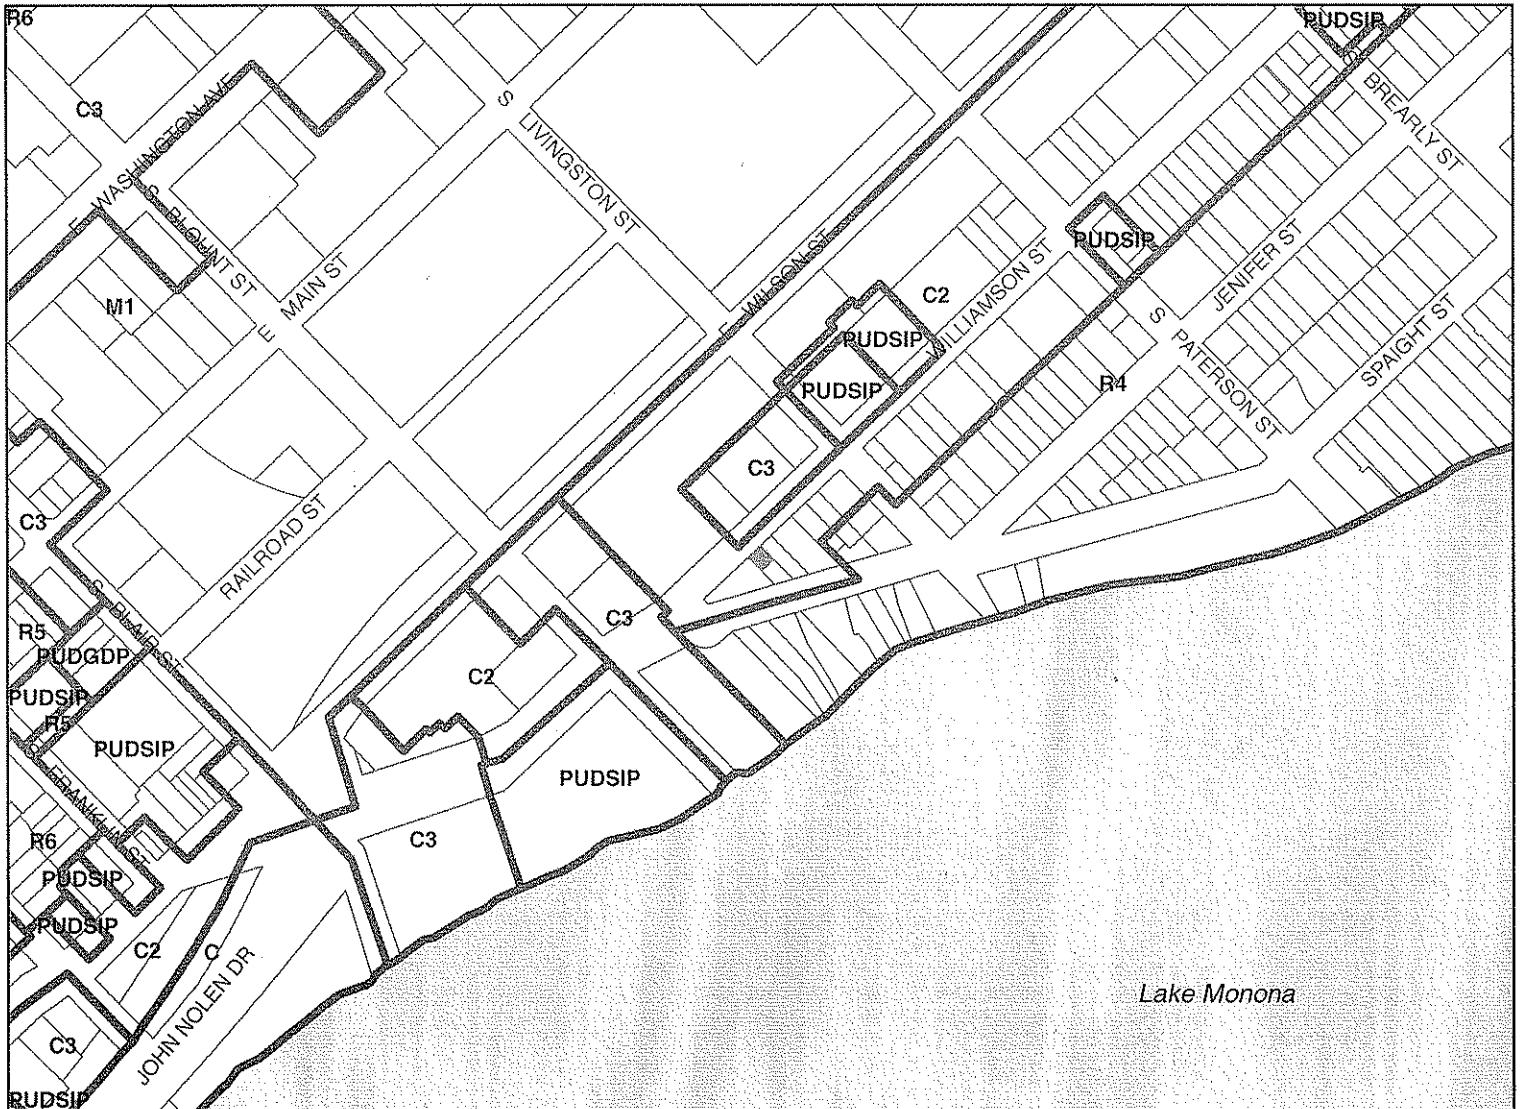 R6
PUDSIP
C3
E WASHINGTON AVE
S LIVINGSTON ST
S BREARLY ST
S BLOUNT ST
E MAIN ST
M1
E WILSON ST
C2
PUDSIP
WILLIAMSON ST
JENIFER ST
S PATERSON ST
SPAIGHT ST
PUDSIP
PUDSIP
R4
C3
C3
RAILROAD ST
S BLAIR ST
R5
PUDGDP
C3
C2
PUDSIP
R5
PUDSIP
S FRANKLIN ST
PUDSIP
R6
C3
PUDSIP
PUDSIP
C2
C
JOHN NOLEN DR
Lake Monona
C3
PUDSIP